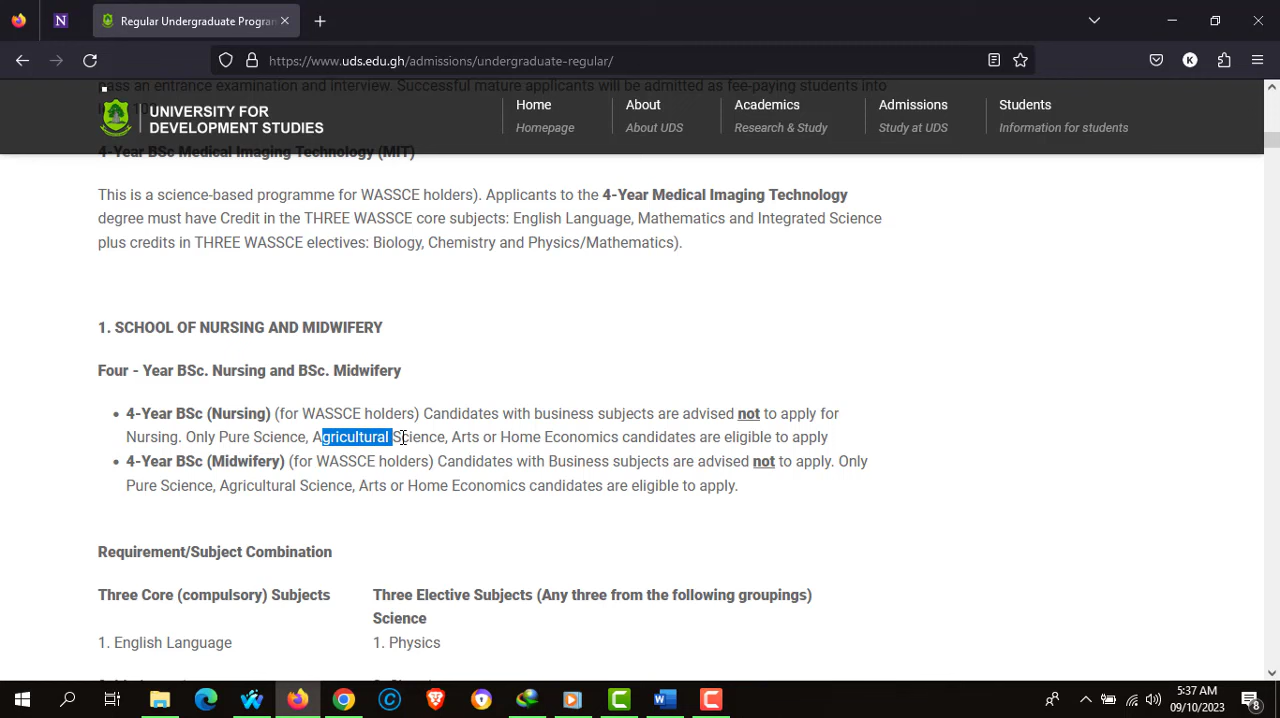 N
Regular Undergraduate Progra
https://www.uds.edu.gh/admissions/undergraduate-regular/
K
pass an entrance examination and interview. Successful mature applicants will be admitted as fee-paying students into
UNIVERSITY FOR
DEVELOPMENT STUDIES
Home
Homepage
About
About UDS
Academics
Research & Study
Admissions
Study at UDS
Students
Information for students
4-Year BSc Medical Imaging Technology (MIT)
This is a science-based programme for WASSCE holders). Applicants to the 4-Year Medical Imaging Technology
degree must have Credit in the THREE WASSCE core subjects: English Language, Mathematics and Integrated Science
plus credits in THREE WASSCE electives: Biology, Chemistry and Physics/Mathematics).
1. SCHOOL OF NURSING AND MIDWIFERY
Four - Year BSc. Nursing and BSc. Midwifery
• 4-Year BSc (Nursing) (for WASSCE holders) Candidates with business subjects are advised not to apply for
Nursing. Only Pure Science, Agricultural Science, Arts or Home Economics candidates are eligible to apply
• 4-Year BSc (Midwifery) (for WASSCE holders) Candidates with Business subjects are advised not to apply. Only
Pure Science, Agricultural Science, Arts or Home Economics candidates are eligible to apply.
Requirement/Subject Combination
Three Core (compulsory) Subjects
Three Elective Subjects (Any three from the following groupings)
Science
1. English Language
1. Physics
5:37 AM
09/10/2023
8